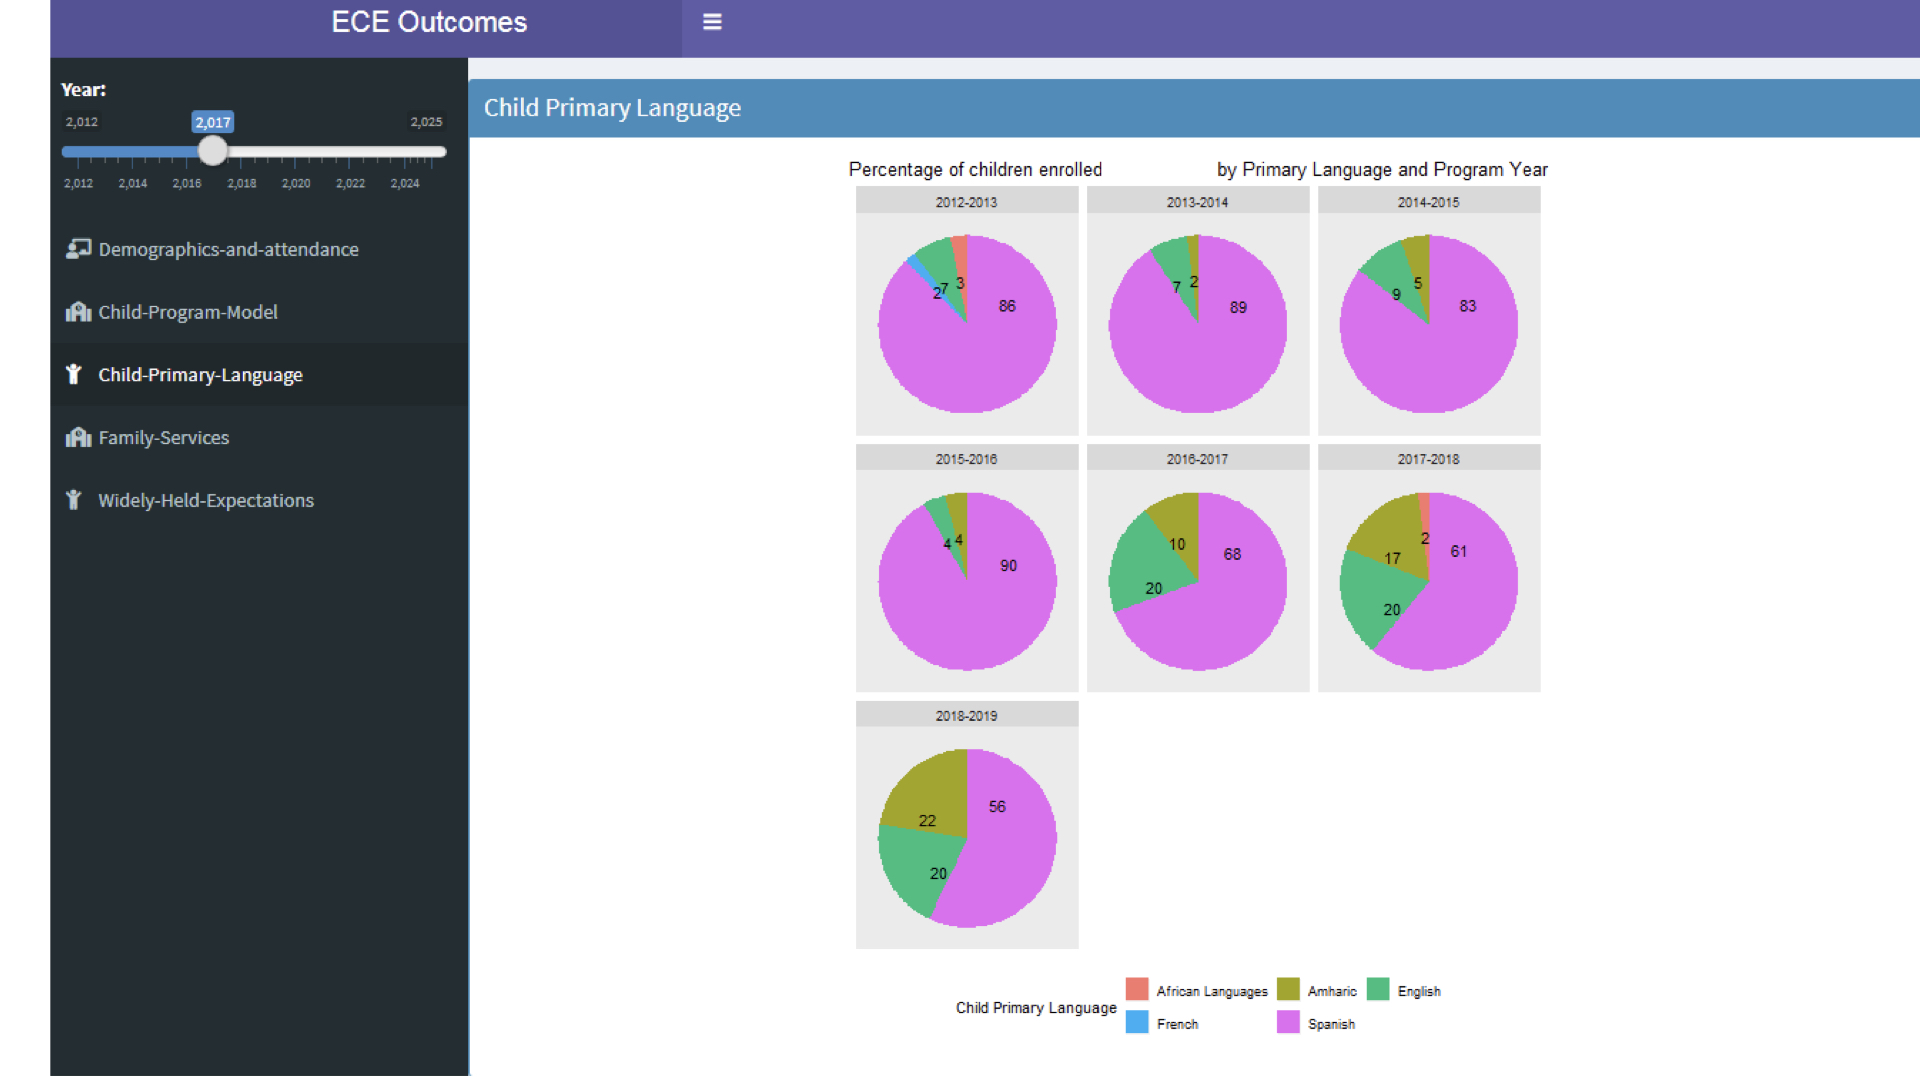 ECE Outcomes
Year:
2,012 2,017 2,025
2,012 2,014 2,016 2,018 2,020 2,022 2,024
Demographics-and-attendance
Child-Program-Model
Child-Primary-Language
Family-Services
Widely-Held-Expectations
Child Primary Language
Percentage of children enrolled by Primary Language and Program Year
2012-2013 2013-2014 2014-2015
2 7 3 86 7 2 89 9 5 83
2015-2016 2016-2017 2017-2018
4 4 90 20 10 68 20 17 2 61
2018-2019
22 56
20
Child Primary Language
African Languages Amharic English
French Spanish